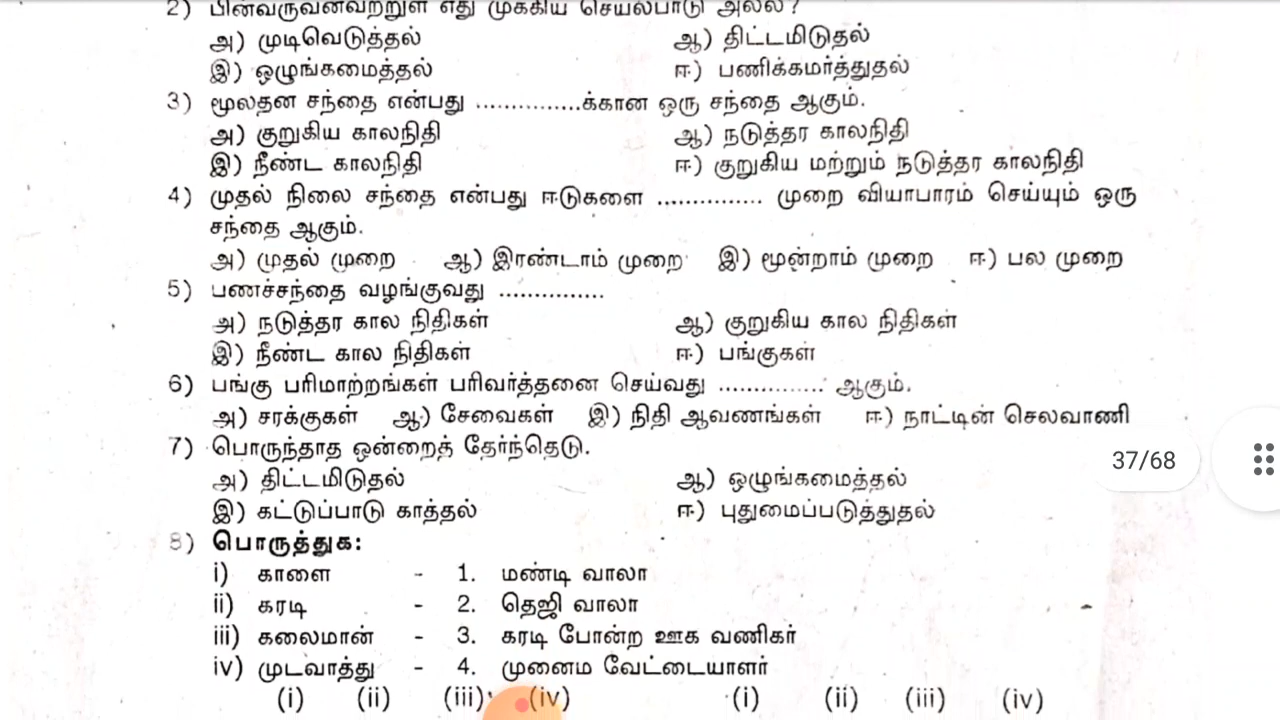 2) பின்வருவனவற்றுள் எது முக்கிய செயல்பாடு அல்ல?
அ) முடிவெடுத்தல் ஆ) திட்டமிடுதல்
இ) ஒழுங்கமைத்தல் ஈ) பணிக்கமர்த்துதல்
3) மூலதன சந்தை என்பது ...............க்கான ஒரு சந்தை ஆகும்.
அ) குறுகிய காலநிதி ஆ) நடுத்தர காலநிதி
இ) நீண்ட காலநிதி ஈ) குறுகிய மற்றும் நடுத்தர காலநிதி
4) முதல் நிலை சந்தை என்பது ஈடுகளை ............... முறை வியாபாரம் செய்யும் ஒரு
சந்தை ஆகும்.
அ) முதல் முறை ஆ) இரண்டாம் முறை இ) மூன்றாம் முறை ஈ) பல முறை
5) பணச்சந்தை வழங்குவது ...............
அ) நடுத்தர கால நிதிகள் ஆ) குறுகிய கால நிதிகள்
இ) நீண்ட கால நிதிகள் ஈ) பங்குகள்
6) பங்கு பரிமாற்றங்கள் பரிவர்த்தனை செய்வது ............... ஆகும்.
அ) சரக்குகள் ஆ) சேவைகள் இ) நிதி ஆவணங்கள் ஈ) நாட்டின் செலவாணி
7) பொருந்தாத ஒன்றைத் தேர்ந்தெடு.
37/68
அ) திட்டமிடுதல் ஆ) ஒழுங்கமைத்தல்
இ) கட்டுப்பாடு காத்தல் ஈ) புதுமைப்படுத்துதல்
8) பொருத்துக:
i) காளை - 1. மண்டி வாலா
ii) கரடி - 2. தெஜி வாலா
iii) கலைமான் - 3. கரடி போன்ற ஊக வணிகர்
iv) முடவாத்து - 4. முனைம வேட்டையாளர்
(i) (ii) (iii) (iv) (i) (ii) (iii) (iv)